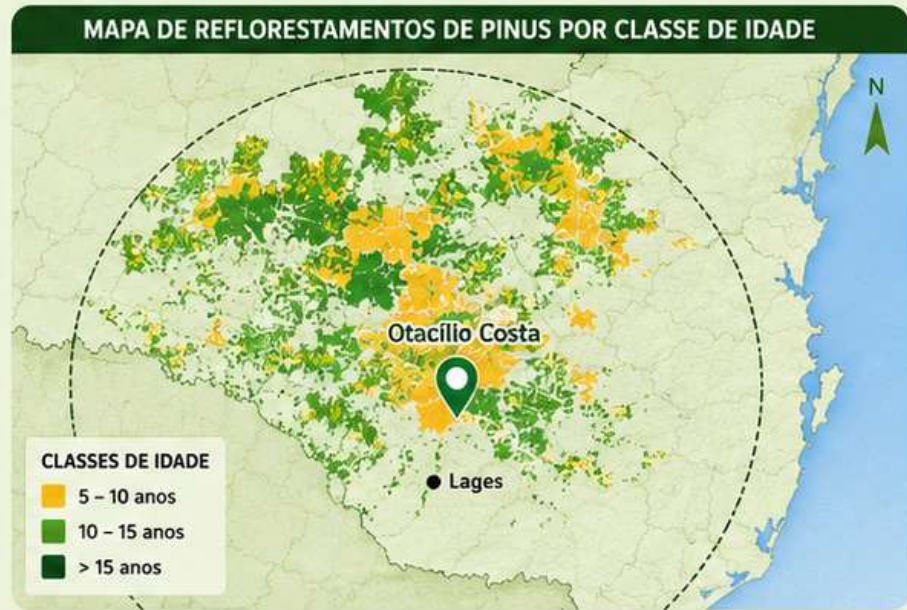 MAPA DE REFLORESTAMENTOS DE PINUS POR CLASSE DE IDADE
N
Otacílio Costa
Lages
CLASSES DE IDADE
5 – 10 anos
10 – 15 anos
> 15 anos